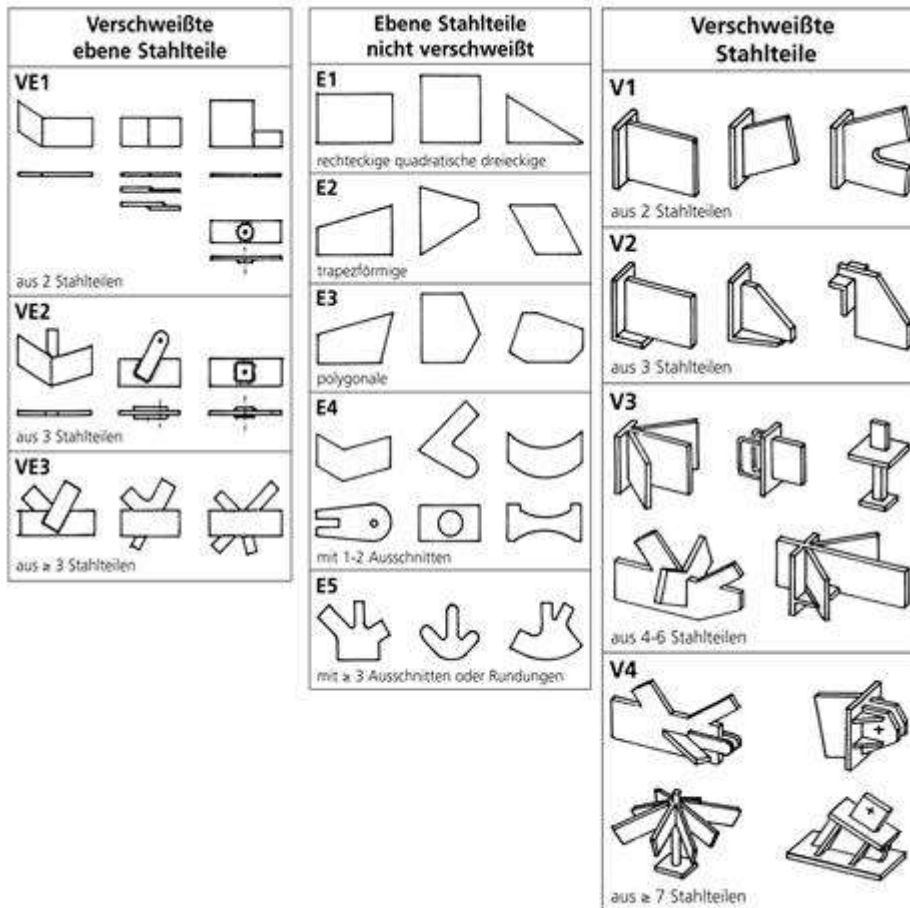 Verschweißte
ebene Stahlteile
VE1
aus 2 Stahlteilen
VE2
aus 3 Stahlteilen
VE3
aus ≥ 3 Stahlteilen
Ebene Stahlteile
nicht verschweißt
E1
rechteckige quadratische dreieckige
E2
trapezförmige
E3
polygonale
E4
mit 1-2 Ausschnitten
E5
mit ≥ 3 Ausschnitten oder Rundungen
Verschweißte
Stahlteile
V1
aus 2 Stahlteilen
V2
aus 3 Stahlteilen
V3
aus 4-6 Stahlteilen
V4
aus ≥ 7 Stahlteilen